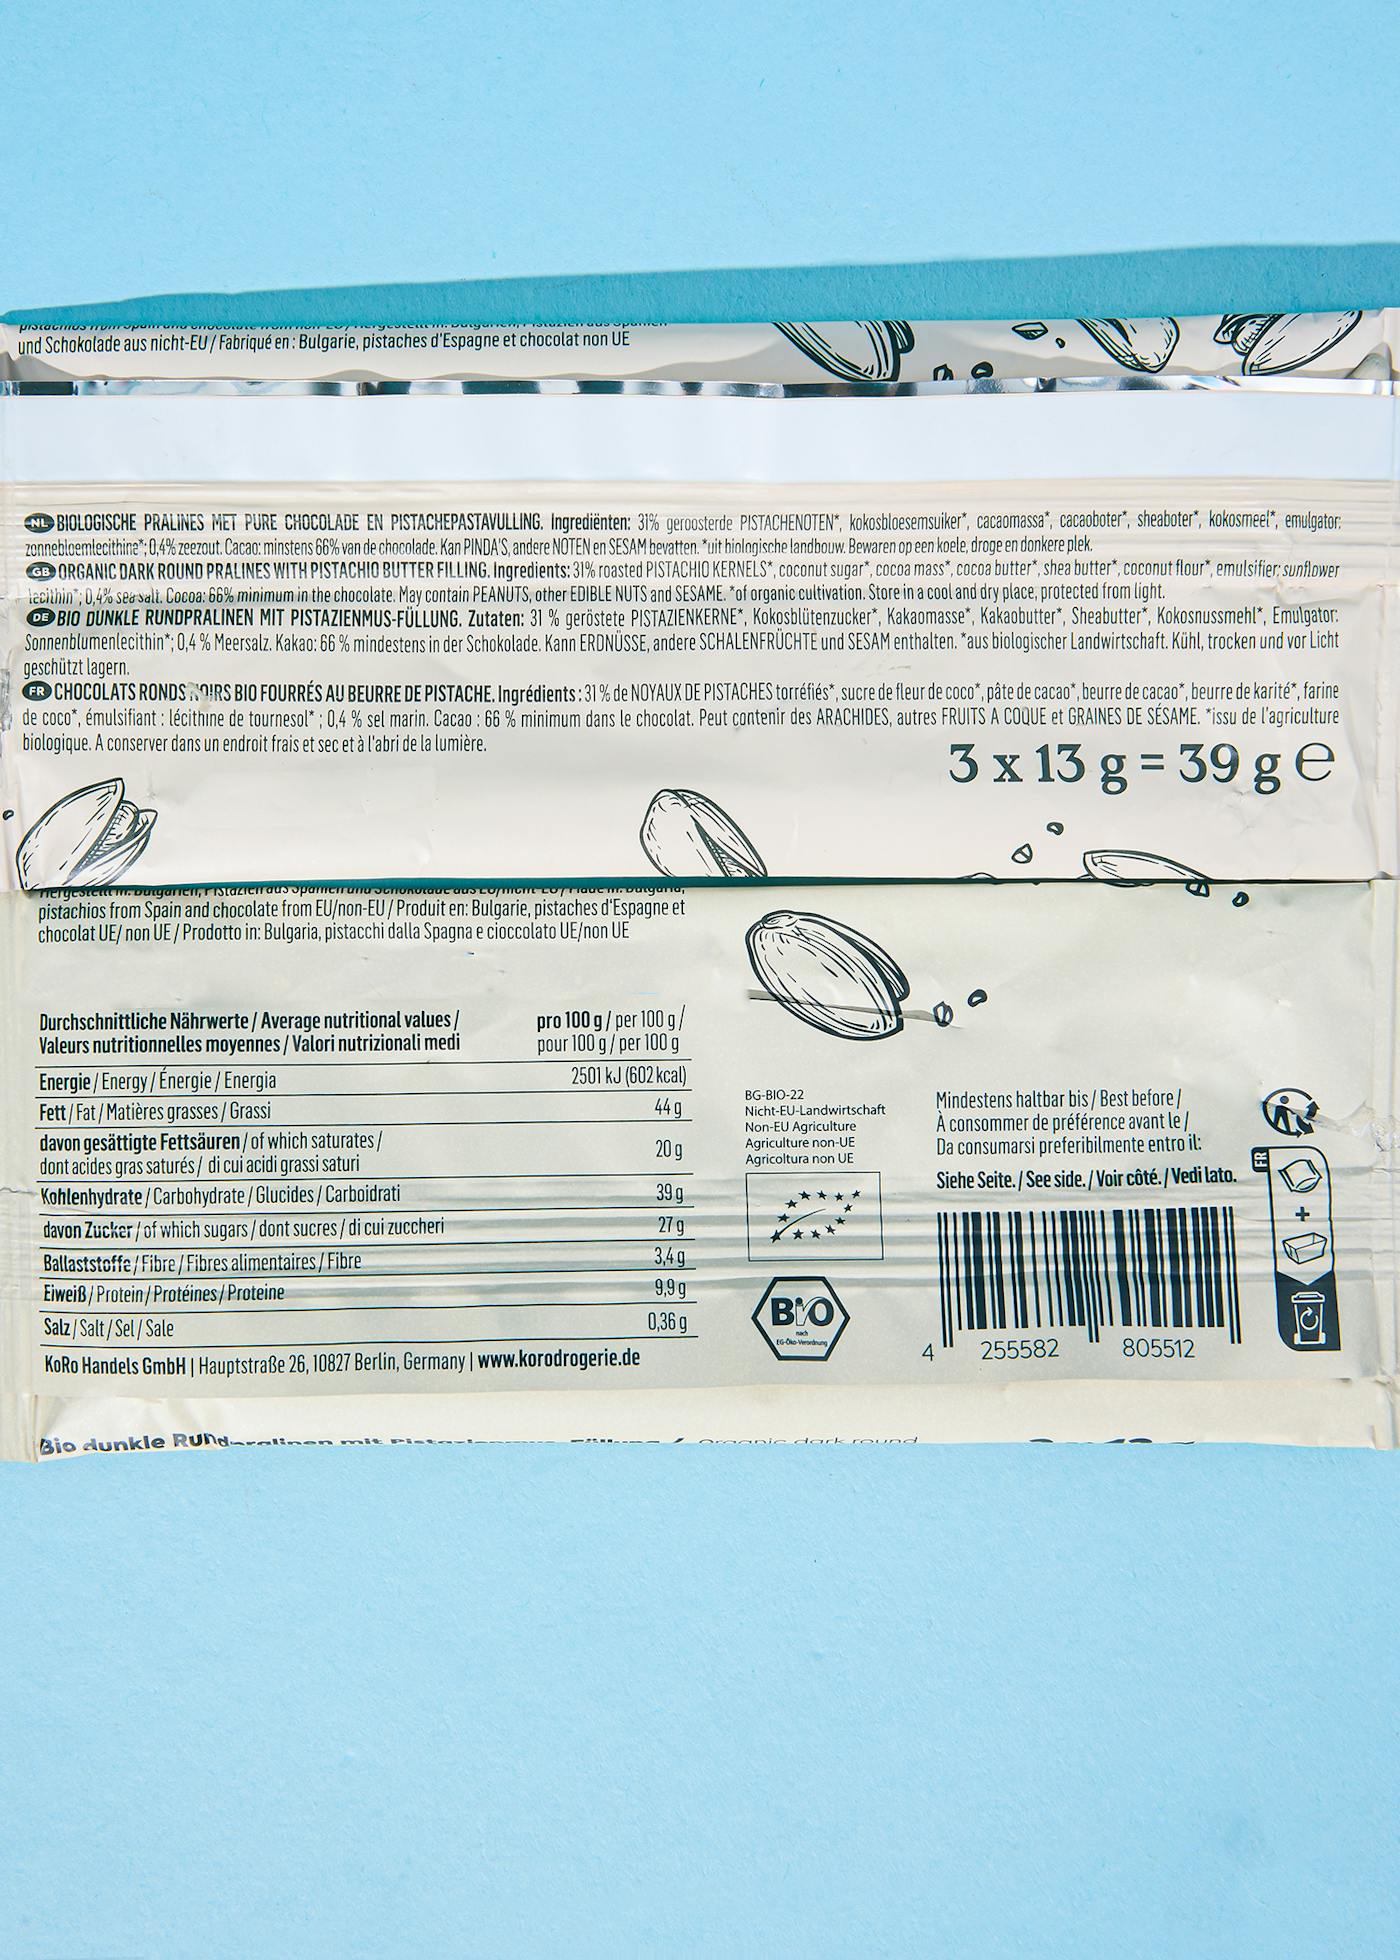 und Schokolade aus nicht-EU / Fabriqué en : Bulgarie, pistaches d'Espagne et chocolat non UE
NL BIOLOGISCHE PRALINES MET PURE CHOCOLADE EN PISTACHEPASTAVULLING. Ingrediënten: 31% geroosterde PISTACHENOTEN*, kokosbloesemsuiker*, cacaomassa*, cacaoboter*, sheaboter*, kokosmeel*, emulgator:
zonnebloemlecithine*; 0,4% zeezout. Cacao: minstens 66% van de chocolade. Kan PINDA'S, andere NOTEN en SESAM bevatten. *uit biologische landbouw. Bewaren op een koele, droge en donkere plek.
GB ORGANIC DARK ROUND PRALINES WITH PISTACHIO BUTTER FILLING. Ingredients: 31% roasted PISTACHIO KERNELS*, coconut sugar*, cocoa mass*, cocoa butter*, shea butter*, coconut flour*, emulsifier: sunflower
lecithin*; 0,4% sea salt. Cocoa: 66% minimum in the chocolate. May contain PEANUTS, other EDIBLE NUTS and SESAME. *of organic cultivation. Store in a cool and dry place, protected from light.
DE BIO DUNKLE RUNDPRALINEN MIT PISTAZIENMUS-FÜLLUNG. Zutaten: 31 % geröstete PISTAZIENKERNE*, Kokosblütenzucker*, Kakaomasse*, Kakaobutter*, Sheabutter*, Kokosnussmehl*, Emulgator:
Sonnenblumenlecithin*; 0,4 % Meersalz. Kakao: 66 % mindestens in der Schokolade. Kann ERDNÜSSE, andere SCHALENFRÜCHTE und SESAM enthalten. *aus biologischer Landwirtschaft. Kühl, trocken und vor Licht
geschützt lagern.
FR CHOCOLATS RONDS NOIRS BIO FOURRÉS AU BEURRE DE PISTACHE. Ingrédients : 31 % de NOYAUX DE PISTACHES torréfiés*, sucre de fleur de coco*, pâte de cacao*, beurre de cacao*, beurre de karité*, farine
de coco*, émulsifiant : lécithine de tournesol* ; 0,4 % sel marin. Cacao : 66 % minimum dans le chocolat. Peut contenir des ARACHIDES, autres FRUITS A COQUE et GRAINES DE SÉSAME. *issu de l'agriculture
biologique. A conserver dans un endroit frais et sec et à l'abri de la lumière.
3 x 13 g = 39 g e
pistachios from Spain and chocolate from EU/non-EU / Produit en: Bulgarie, pistaches d'Espagne et
chocolat UE/ non UE / Prodotto in: Bulgaria, pistacchi dalla Spagna e cioccolato UE/non UE
Durchschnittliche Nährwerte / Average nutritional values / pro 100 g / per 100 g /
Valeurs nutritionnelles moyennes / Valori nutrizionali medi pour 100 g / per 100 g
Energie / Energy / Énergie / Energia 2501 kJ (602 kcal)
Fett / Fat / Matières grasses / Grassi 44 g
davon gesättigte Fettsäuren / of which saturates /
dont acides gras saturés / di cui acidi grassi saturi 20 g
Kohlenhydrate / Carbohydrate / Glucides / Carboidrati 39 g
davon Zucker / of which sugars / dont sucres / di cui zuccheri 27 g
Ballaststoffe / Fibre / Fibres alimentaires / Fibre 3,4 g
Eiweiß / Protein / Protéines / Proteine 9,9 g
Salz / Salt / Sel / Sale 0,36 g
KoRo Handels GmbH | Hauptstraße 26, 10827 Berlin, Germany | www.korodrogerie.de
BG-BIO-22
Nicht-EU-Landwirtschaft
Non-EU Agriculture
Agriculture non-UE
Agricoltura non UE
BIO
nach
EG-Öko-Verordnung
Mindestens haltbar bis / Best before /
À consommer de préférence avant le /
Da consumarsi preferibilmente entro il:
Siehe Seite. / See side. / Voir côté. / Vedi lato.
4 255582 805512
FR
+
Bio dunkle Rundpralinen mit